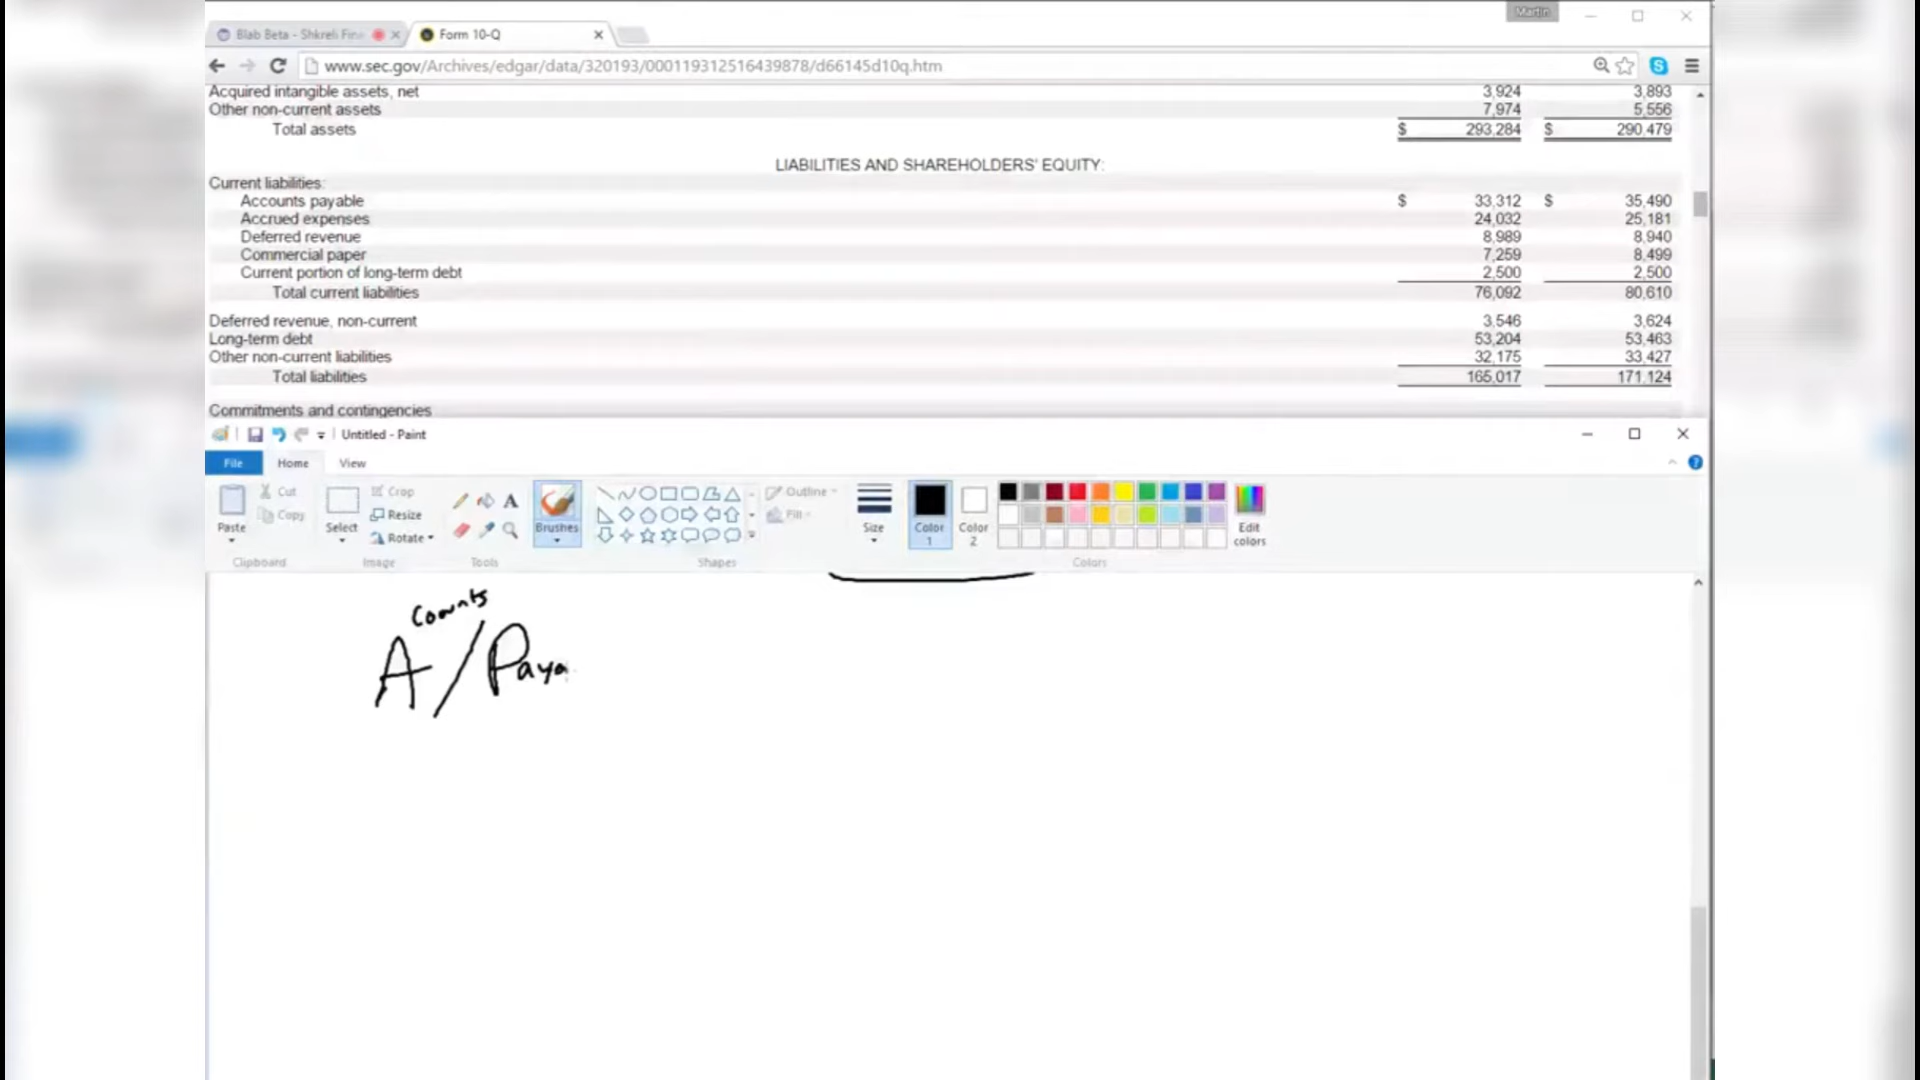 Martin
Blab Beta - Shkreli Fina
Form 10-Q
www.sec.gov/Archives/edgar/data/320193/000119312516439878/d66145d10q.htm
Acquired intangible assets, net 3,924 3,893
Other non-current assets 7,974 5,556
Total assets $ 293,284 $ 290,479
LIABILITIES AND SHAREHOLDERS' EQUITY:
Current liabilities:
Accounts payable $ 33,312 $ 35,490
Accrued expenses 24,032 25,181
Deferred revenue 8,989 8,940
Commercial paper 7,259 8,499
Current portion of long-term debt 2,500 2,500
Total current liabilities 76,092 80,610
Deferred revenue, non-current 3,546 3,624
Long-term debt 53,204 53,463
Other non-current liabilities 32,175 33,427
Total liabilities 165,017 171,124
Commitments and contingencies
Untitled - Paint
File Home View
Cut Crop Outline
Copy Resize Fill
Paste Select Rotate Brushes Size Color 1 Color 2 Edit colors
Clipboard Image Tools Shapes Colors
counts
A/Paya